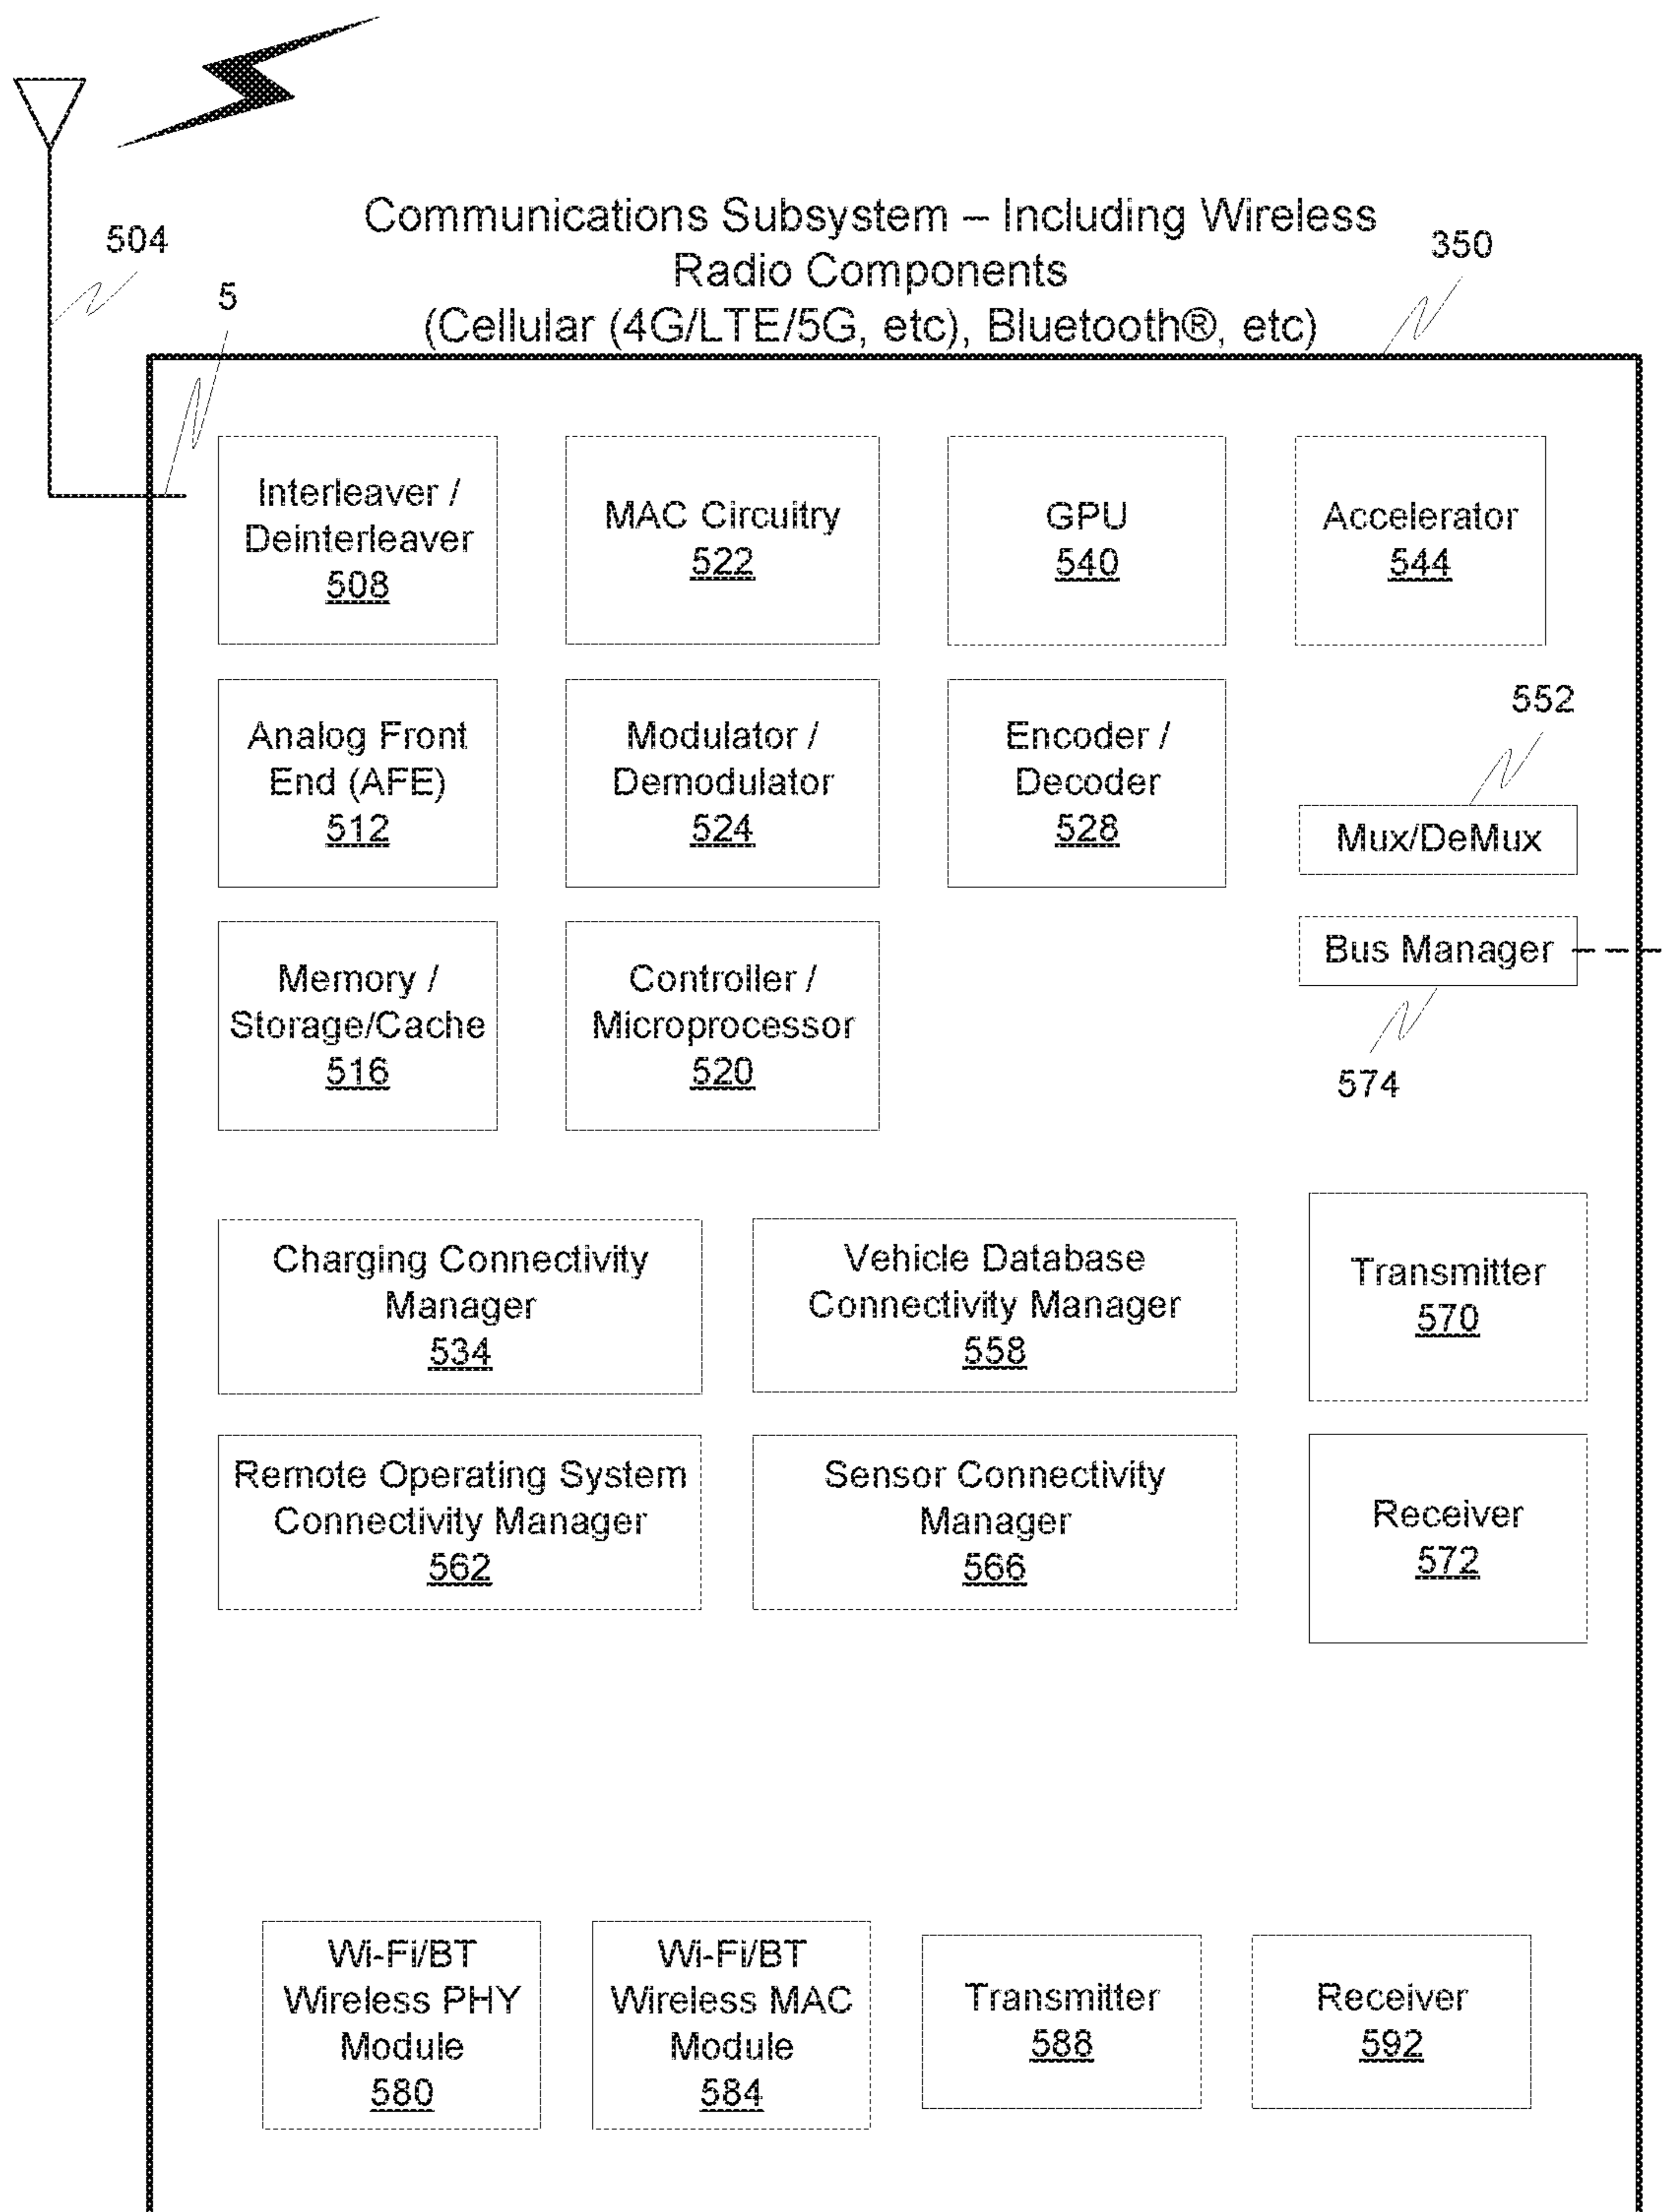 Communications Subsystem – Including Wireless
Radio Components
(Cellular (4G/LTE/5G, etc), Bluetooth®, etc)
504
5
350
Interleaver /
Deinterleaver
508
MAC Circuitry
522
GPU
540
Accelerator
544
Analog Front
End (AFE)
512
Modulator /
Demodulator
524
Encoder /
Decoder
528
552
Mux/DeMux
Memory /
Storage/Cache
516
Controller /
Microprocessor
520
Bus Manager
574
Charging Connectivity
Manager
534
Vehicle Database
Connectivity Manager
558
Transmitter
570
Remote Operating System
Connectivity Manager
562
Sensor Connectivity
Manager
566
Receiver
572
Wi-Fi/BT
Wireless PHY
Module
580
Wi-Fi/BT
Wireless MAC
Module
584
Transmitter
588
Receiver
592